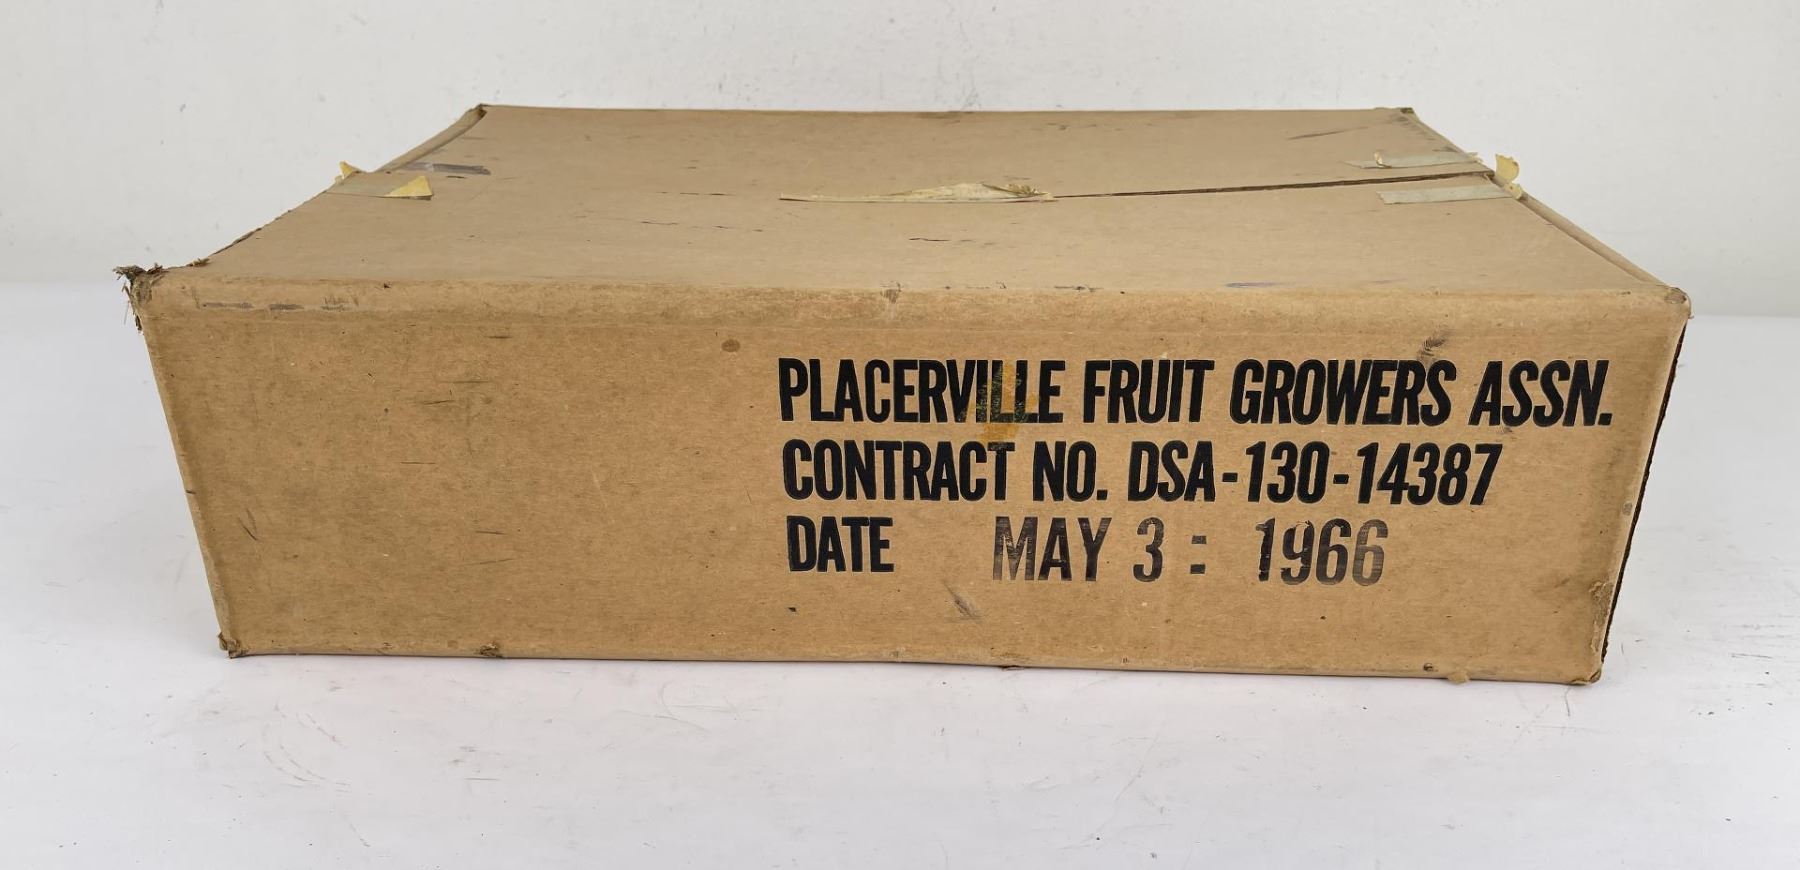 PLACERVILLE FRUIT GROWERS ASSN.
CONTRACT NO. DSA-130-14387
DATE MAY 3 : 1966